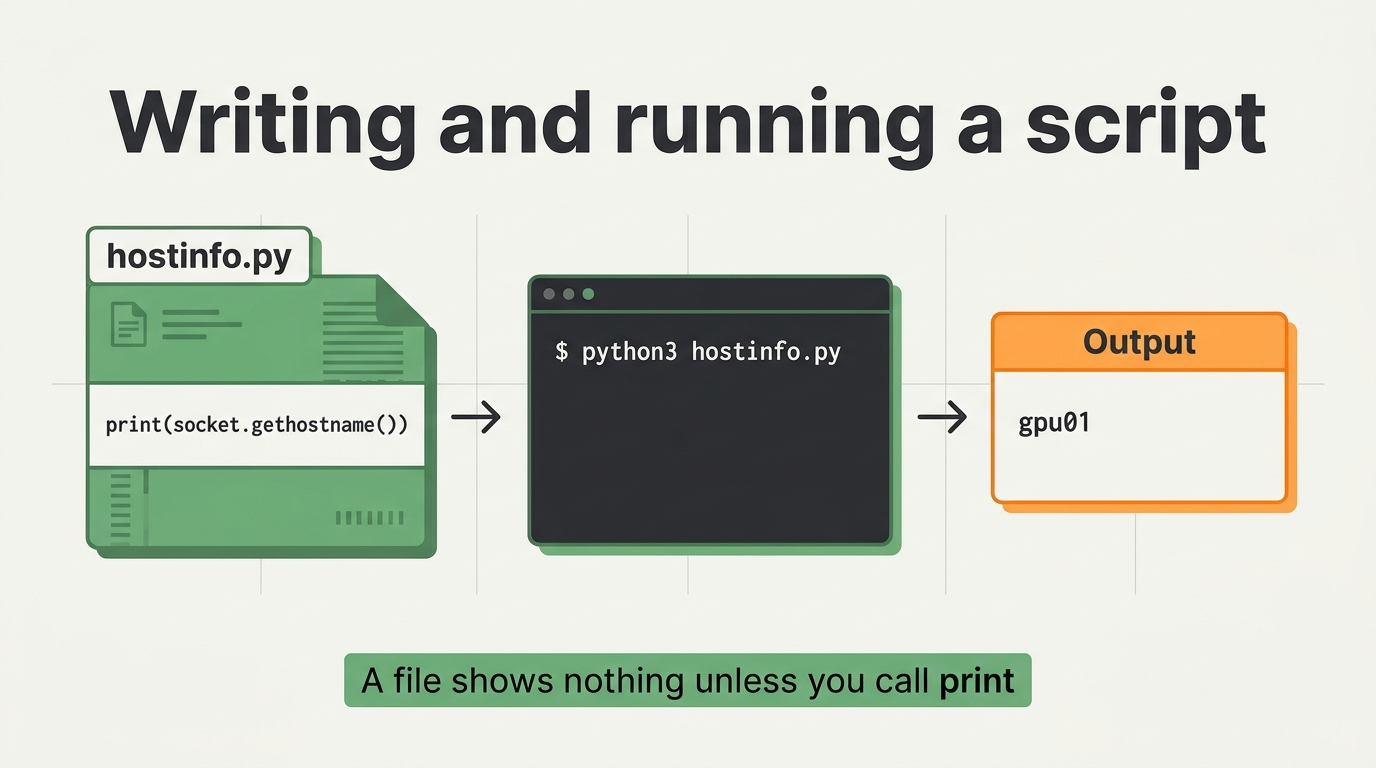 Writing and running a script
hostinfo.py
print(socket.gethostname())
$ python3 hostinfo.py
Output
gpu01
A file shows nothing unless you call print